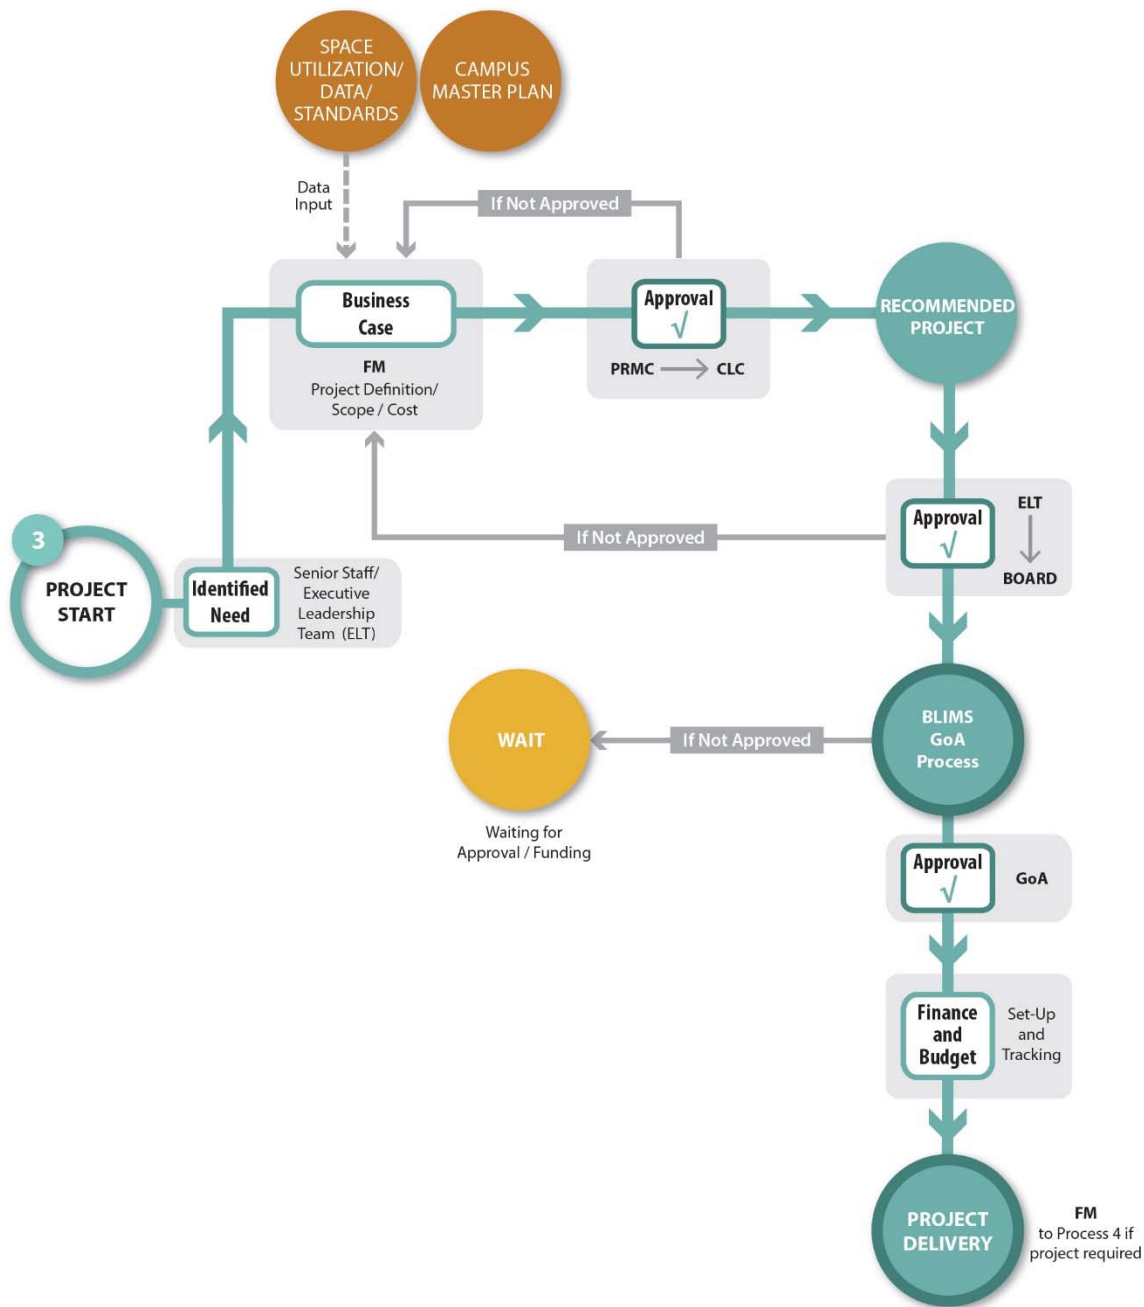 SPACE
UTILIZATION/
DATA/
STANDARDS
CAMPUS
MASTER PLAN
Data
Input
If Not Approved
Business
Case
FM
Project Definition/
Scope / Cost
Approval
√
PRMC
CLC
RECOMMENDED
PROJECT
3
PROJECT
START
Identified
Need
Senior Staff/
Executive
Leadership
Team (ELT)
If Not Approved
Approval
√
ELT
BOARD
WAIT
Waiting for
Approval / Funding
If Not Approved
BLIMS
GoA
Process
Approval
√
GoA
Finance
and
Budget
Set-Up
and
Tracking
PROJECT
DELIVERY
FM
to Process 4 if
project required